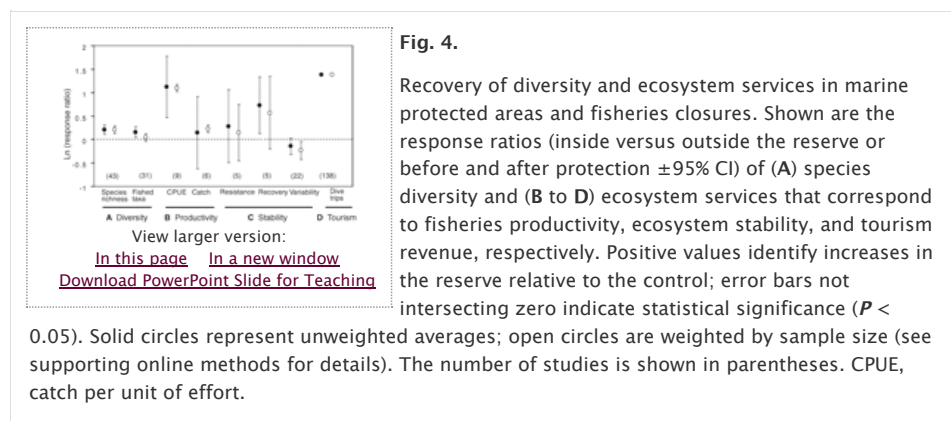 2
1.5
1
0.5
0
-0.5
-1
Ln (response ratio)
(43) (31) (9) (6) (5) (5) (22) (138)
Species richness Fished taxa CPUE Catch Resistance Recovery Variability Dive trips
A Diversity B Productivity C Stability D Tourism
View larger version:
In this page In a new window
Download PowerPoint Slide for Teaching
Fig. 4.
Recovery of diversity and ecosystem services in marine
protected areas and fisheries closures. Shown are the
response ratios (inside versus outside the reserve or
before and after protection ±95% CI) of (A) species
diversity and (B to D) ecosystem services that correspond
to fisheries productivity, ecosystem stability, and tourism
revenue, respectively. Positive values identify increases in
the reserve relative to the control; error bars not
intersecting zero indicate statistical significance (P <
0.05). Solid circles represent unweighted averages; open circles are weighted by sample size (see
supporting online methods for details). The number of studies is shown in parentheses. CPUE,
catch per unit of effort.